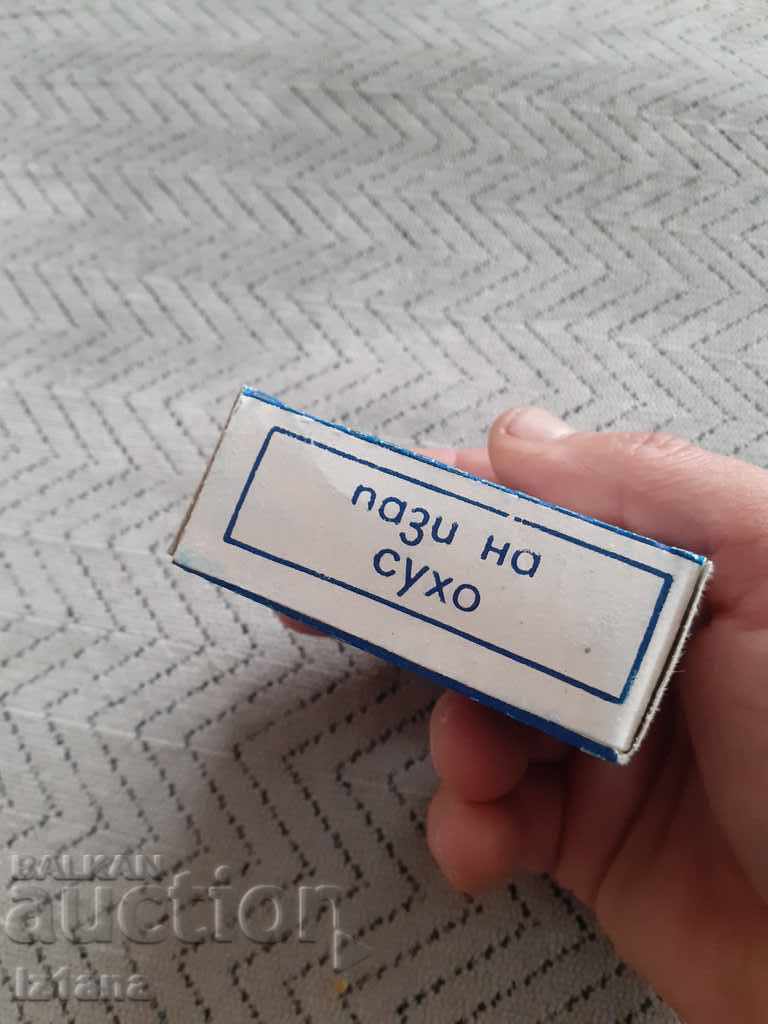 пази на
сухо
BALKAN
auction
iz1ana